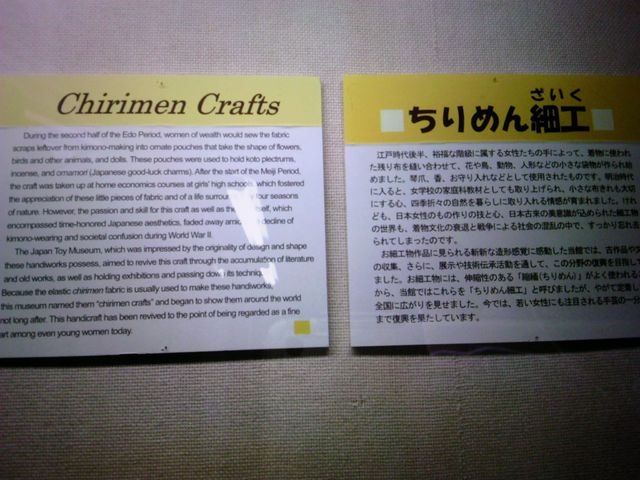 Chirimen Crafts
During the second half of the Edo Period, women of wealth would sew the fabric
scraps leftover from kimono-making into ornate pouches that take the shape of flowers,
birds and other animals, and dolls. These pouches were used to hold koto plectrums,
incense, and omamori (Japanese good-luck charms). After the start of the Meiji Period,
the craft was taken up at home economics courses at girls' high schools, which fostered
the appreciation of these little pieces of fabric and of a life surrou four seasons
of nature. However, the passion and skill for this craft as well as the itself, which
encompassed time-honored Japanese aesthetics, faded away amid decline of
kimono-wearing and societal confusion during World War II.
The Japan Toy Museum, which was impressed by the originality of design and shape
these handiworks possess, aimed to revive this craft through the accumulation of literature
and old works, as well as holding exhibitions and passing down its techni
Because the elastic chirimen fabric is usually used to make these handiworks,
this museum named them "chirimen crafts" and began to show them around the world
not long after. This handicraft has been revived to the point of being regarded as a fine
art among even young women today.
ざいく
ちりめん細工
江戸時代後半、裕福な階級に属する女性たちの手によって、着物に使われ
た残り布を縫い合わせて、花や鳥、動物、人形などの小さな袋物が作られ始
めました。琴爪、香、お守り入れなどとして使用されたものです。明治時代
に入ると、女学校の家庭科教材としても取り上げられ、小さな布きれも大切
にする心、四季折々の自然を暮らしに取り入れる情感が育まれました。けれ
ども、日本女性のもの作りの技と心、日本古来の美意識が込められた細工物
の世界も、着物文化の衰退と戦争による社会の混乱の中で、すっかり忘れ去
られてしまったのです。
お細工物作品に見られる斬新な造形感覚に感動した当館では、古作品や
の収集、さらに、展示や技術伝承活動を通して、この分野の復興を目指して
ました。お細工物には、伸縮性のある「縮緬(ちりめん)」がよく使われる
から、当館ではこれらを「ちりめん細工」と呼びましたが、やがて定着し
全国に広がりを見せました。今では、若い女性にも注目される手芸の一分
まで復興を果たしています。